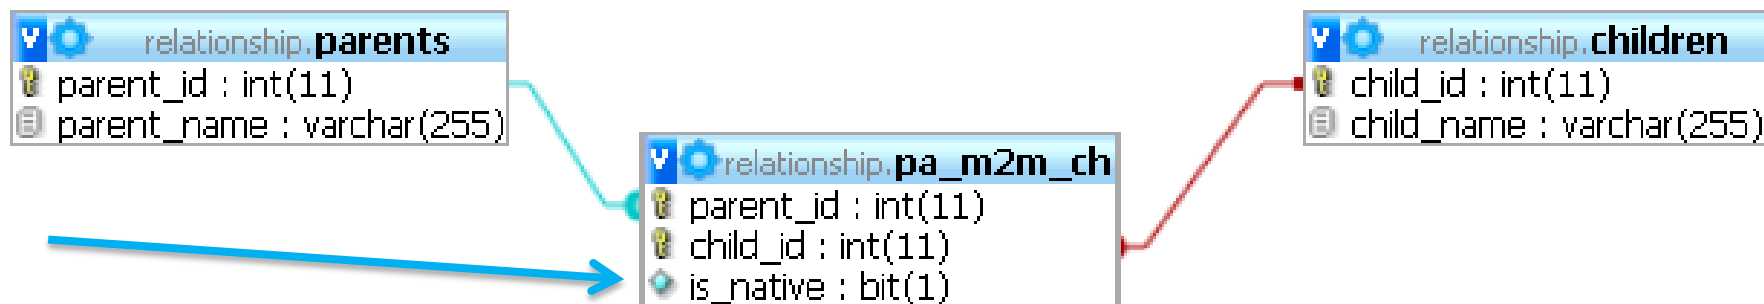 relationship.parents
parent_id : int(11)
parent_name : varchar(255)
relationship.pa_m2m_ch
parent_id : int(11)
child_id : int(11)
is_native : bit(1)
relationship.children
child_id : int(11)
child_name : varchar(255)